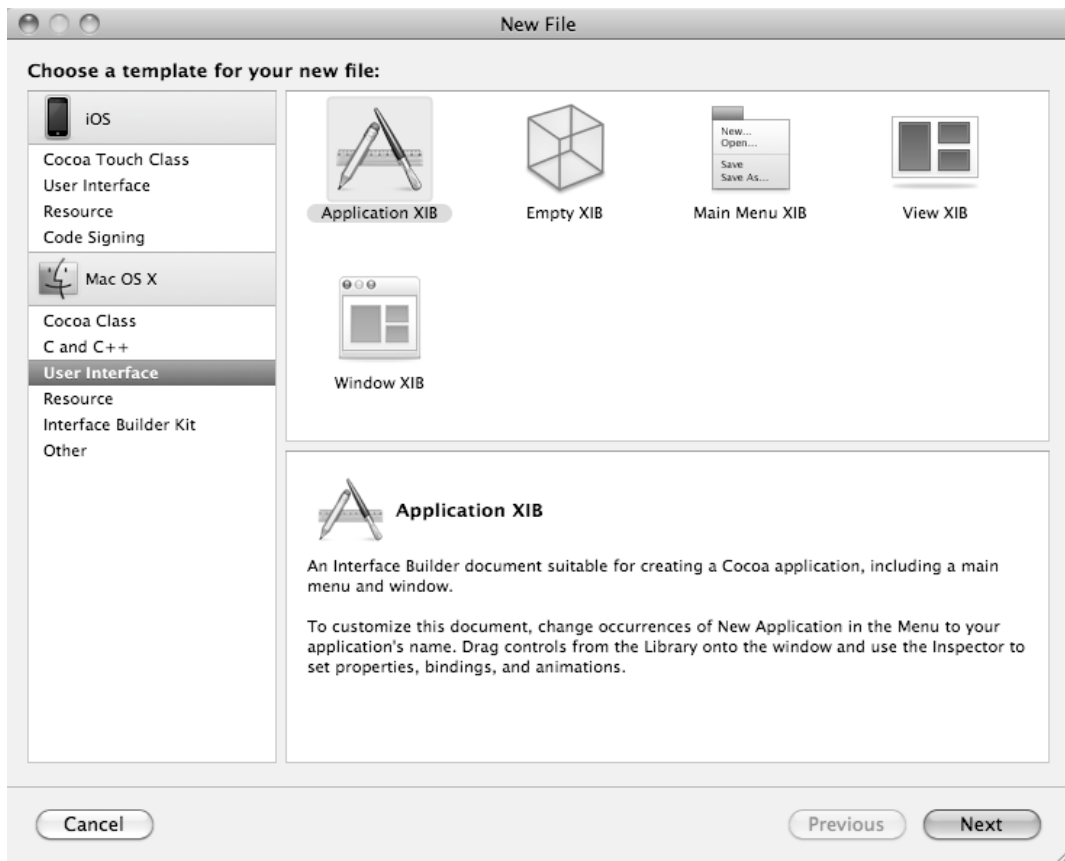 New File
Choose a template for your new file:
iOS
Cocoa Touch Class
User Interface
Resource
Code Signing
Mac OS X
Cocoa Class
C and C++
User Interface
Resource
Interface Builder Kit
Other
New...
Open...
Save
Save As...
Application XIB
Empty XIB
Main Menu XIB
View XIB
Window XIB
Application XIB
An Interface Builder document suitable for creating a Cocoa application, including a main
menu and window.
To customize this document, change occurrences of New Application in the Menu to your
application's name. Drag controls from the Library onto the window and use the Inspector to
set properties, bindings, and animations.
Cancel
Previous
Next